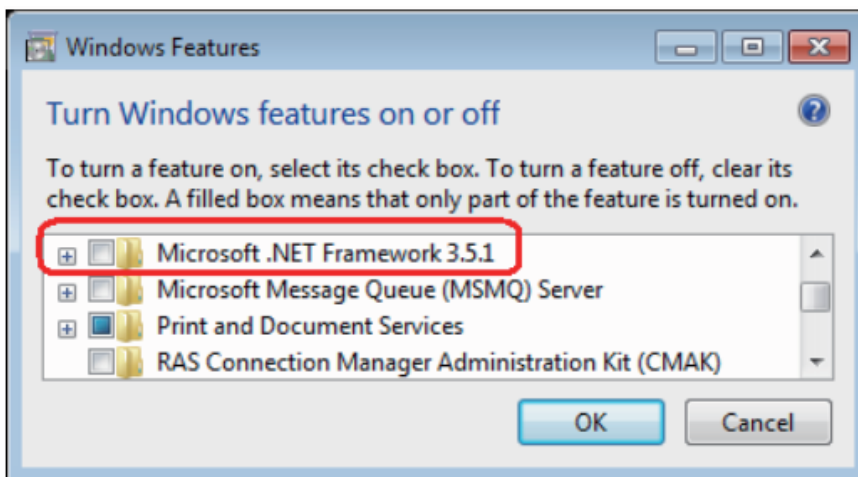 Windows Features
Turn Windows features on or off
To turn a feature on, select its check box. To turn a feature off, clear its
check box. A filled box means that only part of the feature is turned on.
Microsoft .NET Framework 3.5.1
Microsoft Message Queue (MSMQ) Server
Print and Document Services
RAS Connection Manager Administration Kit (CMAK)
OK Cancel